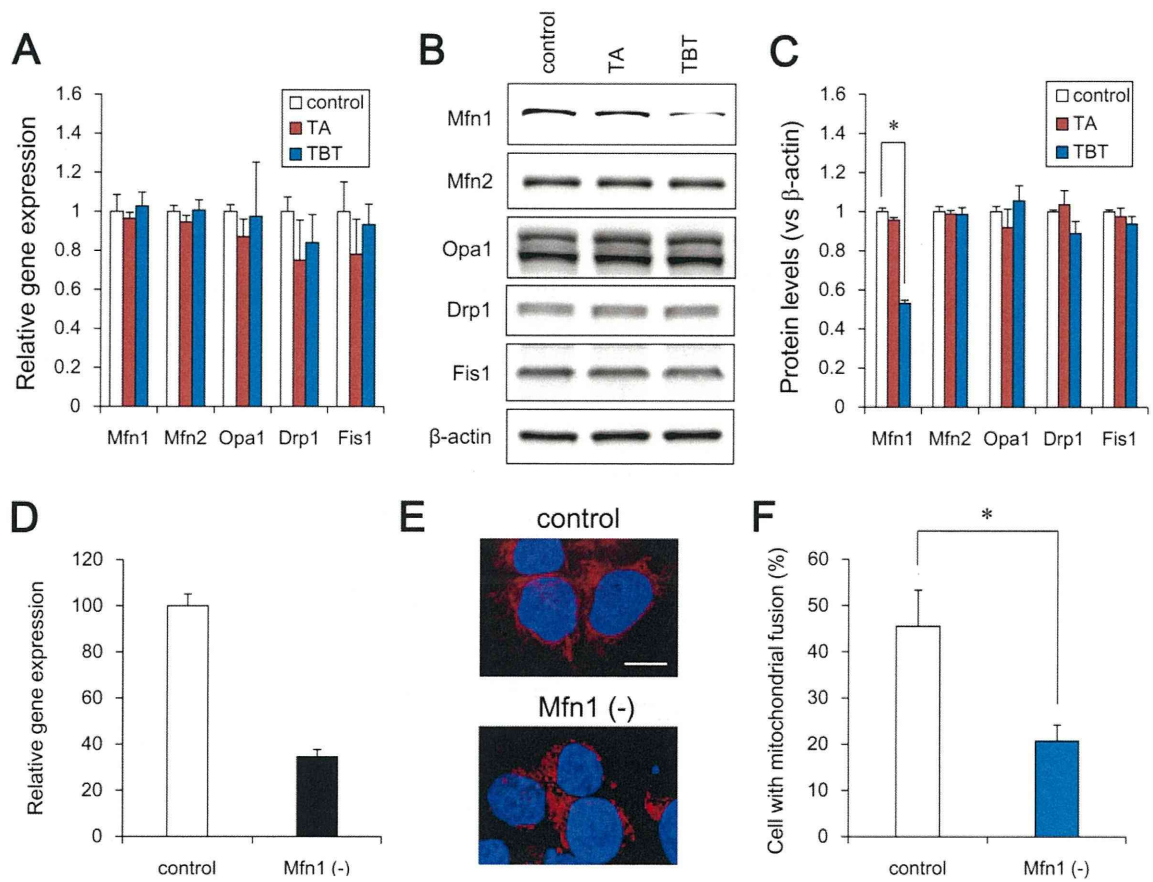 A
Relative gene expression
1.6
1.4
1.2
1
0.8
0.6
0.4
0.2
0
control
TA
TBT
Mfn1 Mfn2 Opa1 Drp1 Fis1
B
control TA TBT
Mfn1
Mfn2
Opa1
Drp1
Fis1
β-actin
C
Protein levels (vs β-actin)
1.6
1.4
1.2
1
0.8
0.6
0.4
0.2
0
control
TA
TBT
*
Mfn1 Mfn2 Opa1 Drp1 Fis1
D
Relative gene expression
120
100
80
60
40
20
0
control Mfn1 (-)
E
control
Mfn1 (-)
F
Cell with mitochondrial fusion (%)
60
50
40
30
20
10
0
*
control Mfn1 (-)